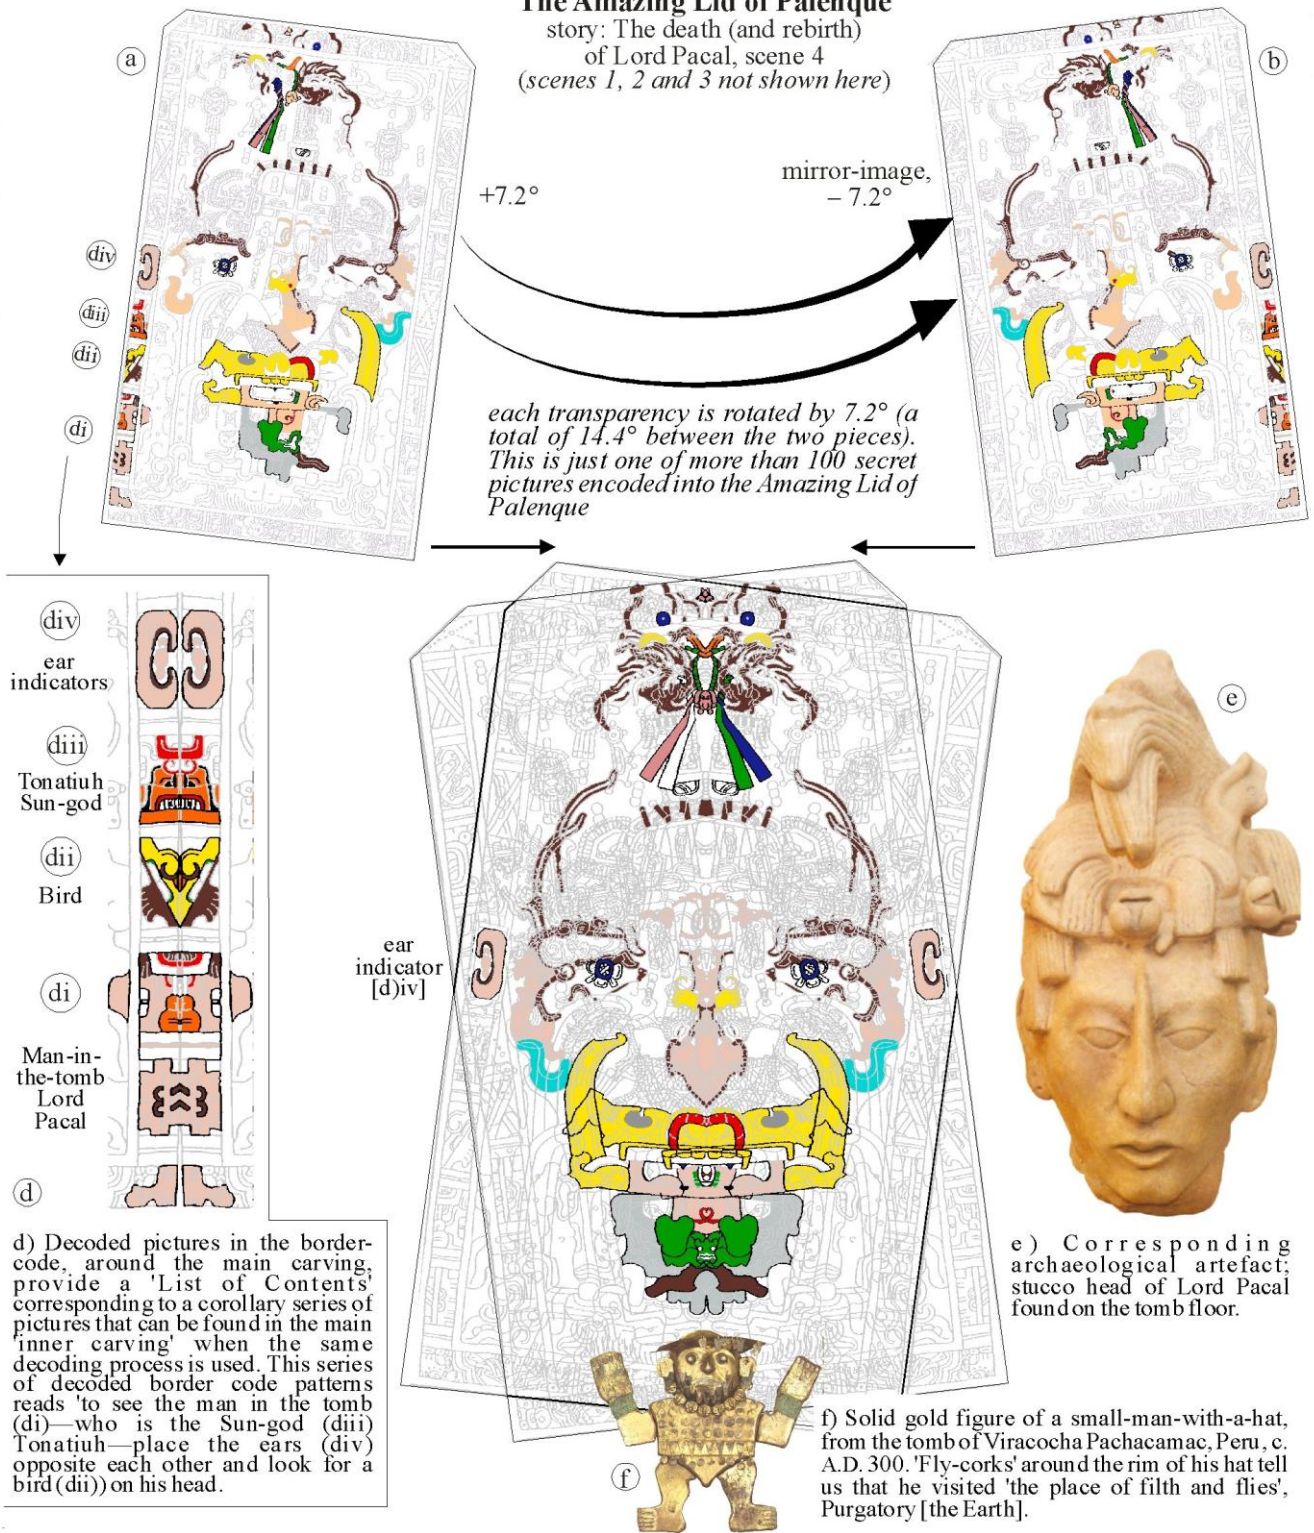 The Amazing Lid of Palenque
story: The death (and rebirth)
of Lord Pacal, scene 4
(scenes 1, 2 and 3 not shown here)
a
b
+7.2°
mirror-image,
– 7.2°
div
diii
dii
di
each transparency is rotated by 7.2° (a
total of 14.4° between the two pieces).
This is just one of more than 100 secret
pictures encoded into the Amazing Lid of
Palenque
div
ear
indicators
diii
Tonatiuh
Sun-god
dii
Bird
di
Man-in-
the-tomb
Lord
Pacal
d
ear
indicator
[d)iv]
e
d) Decoded pictures in the border-
code, around the main carving,
provide a 'List of Contents'
corresponding to a corollary series of
pictures that can be found in the main
'inner carving' when the same
decoding process is used. This series
of decoded border code patterns
reads 'to see the man in the tomb
(di)—who is the Sun-god (diii)
Tonatiuh—place the ears (div)
opposite each other and look for a
bird (dii)) on his head.
e) Corresponding
archaeological artefact;
stucco head of Lord Pacal
found on the tomb floor.
f
f) Solid gold figure of a small-man-with-a-hat,
from the tomb of Viracocha Pachacamac, Peru, c.
A.D. 300. 'Fly-corks' around the rim of his hat tell
us that he visited 'the place of filth and flies',
Purgatory [the Earth].